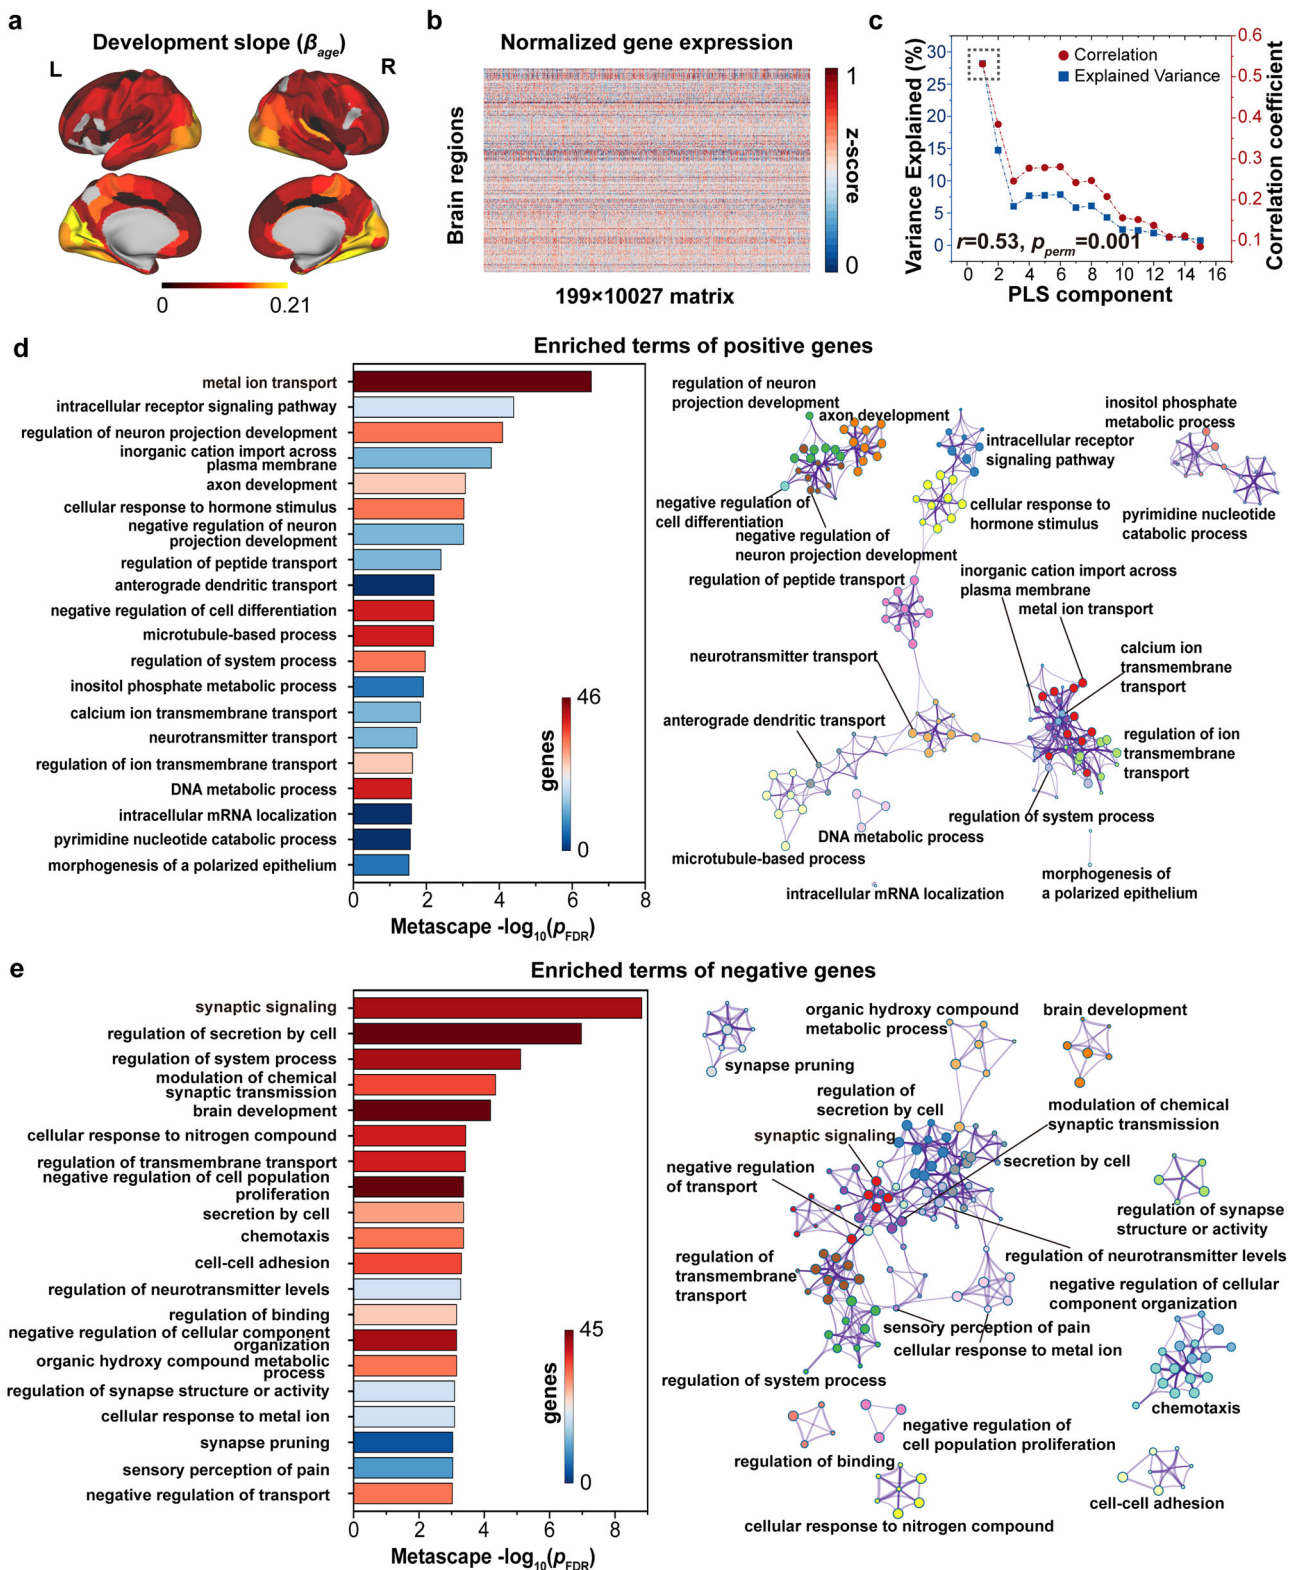 a
Development slope (βage)
L
R
0
0.21
b
Normalized gene expression
Brain regions
1
z-score
0
199×10027 matrix
c
Variance Explained (%)
30
25
20
15
10
5
0
Correlation
Explained Variance
r=0.53, pperm=0.001
0 2 4 6 8 10 12 14 16
PLS component
0.6
0.5
0.4
0.3
0.2
0.1
Correlation coefficient
d
Enriched terms of positive genes
metal ion transport
intracellular receptor signaling pathway
regulation of neuron projection development
inorganic cation import across
plasma membrane
axon development
cellular response to hormone stimulus
negative regulation of neuron
projection development
regulation of peptide transport
anterograde dendritic transport
negative regulation of cell differentiation
microtubule-based process
regulation of system process
inositol phosphate metabolic process
calcium ion transmembrane transport
neurotransmitter transport
regulation of ion transmembrane transport
DNA metabolic process
intracellular mRNA localization
pyrimidine nucleotide catabolic process
morphogenesis of a polarized epithelium
46
genes
0
0 2 4 6 8
Metascape -log10(pFDR)
regulation of neuron
projection development
axon development
negative regulation of
cell differentiation
negative regulation of
neuron projection development
intracellular receptor
signaling pathway
cellular response to
hormone stimulus
inositol phosphate
metabolic process
pyrimidine nucleotide
catabolic process
regulation of peptide transport
inorganic cation import across
plasma membrane
metal ion transport
neurotransmitter transport
calcium ion
transmembrane
transport
anterograde dendritic transport
regulation of ion
transmembrane
transport
regulation of system process
DNA metabolic process
microtubule-based process
intracellular mRNA localization
morphogenesis of
a polarized epithelium
e
Enriched terms of negative genes
synaptic signaling
regulation of secretion by cell
regulation of system process
modulation of chemical
synaptic transmission
brain development
cellular response to nitrogen compound
regulation of transmembrane transport
negative regulation of cell population
proliferation
secretion by cell
chemotaxis
cell-cell adhesion
regulation of neurotransmitter levels
regulation of binding
negative regulation of cellular component
organization
organic hydroxy compound metabolic
process
regulation of synapse structure or activity
cellular response to metal ion
synapse pruning
sensory perception of pain
negative regulation of transport
45
genes
0
0 2 4 6 8
Metascape -log10(pFDR)
synapse pruning
organic hydroxy compound
metabolic process
brain development
regulation of
secretion by cell
modulation of chemical
synaptic transmission
synaptic signaling
secretion by cell
negative regulation
of transport
regulation of synapse
structure or activity
regulation of neurotransmitter levels
regulation of
transmembrane
transport
negative regulation of cellular
component organization
sensory perception of pain
cellular response to metal ion
regulation of system process
chemotaxis
negative regulation of
cell population proliferation
regulation of binding
cell-cell adhesion
cellular response to nitrogen compound